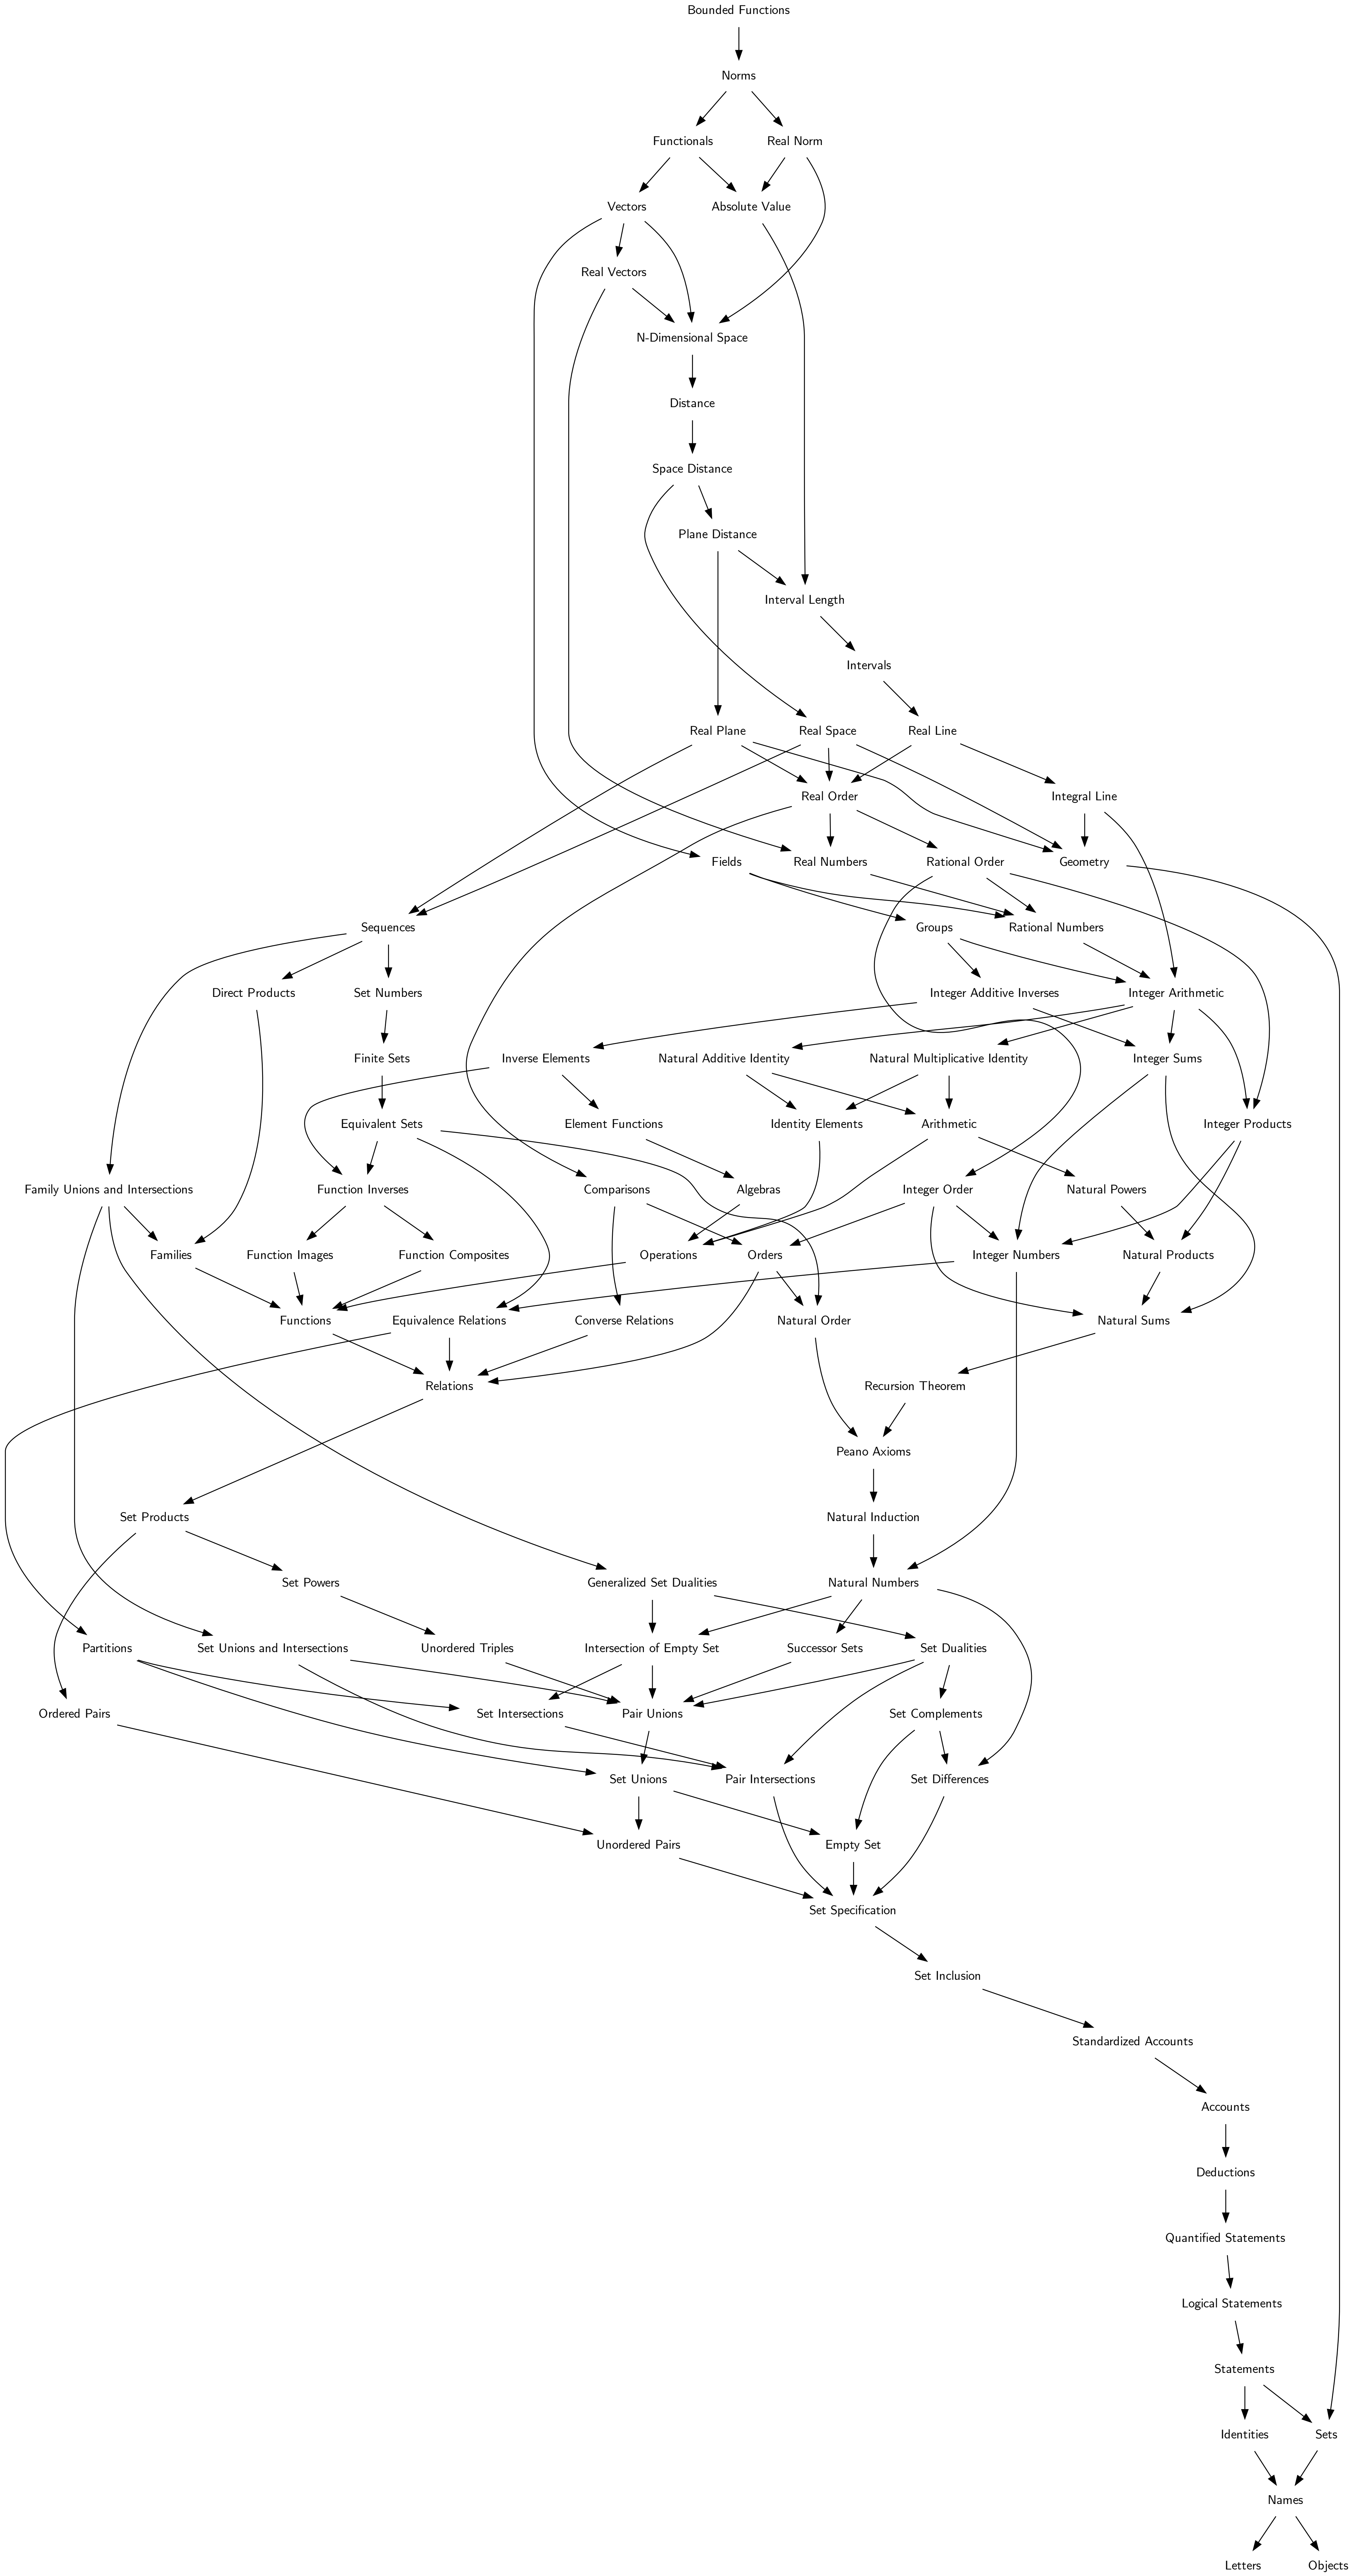 Bounded Functions
Norms
Functionals
Real Norm
Vectors
Absolute Value
Real Vectors
N-Dimensional Space
Distance
Space Distance
Plane Distance
Interval Length
Intervals
Real Plane
Real Space
Real Line
Real Order
Integral Line
Fields
Real Numbers
Rational Order
Geometry
Sequences
Groups
Rational Numbers
Direct Products
Set Numbers
Integer Additive Inverses
Integer Arithmetic
Finite Sets
Inverse Elements
Natural Additive Identity
Natural Multiplicative Identity
Integer Sums
Equivalent Sets
Element Functions
Identity Elements
Arithmetic
Integer Products
Family Unions and Intersections
Function Inverses
Comparisons
Algebras
Integer Order
Natural Powers
Families
Function Images
Function Composites
Operations
Orders
Integer Numbers
Natural Products
Functions
Equivalence Relations
Converse Relations
Natural Order
Natural Sums
Relations
Recursion Theorem
Peano Axioms
Set Products
Natural Induction
Set Powers
Generalized Set Dualities
Natural Numbers
Partitions
Set Unions and Intersections
Unordered Triples
Intersection of Empty Set
Successor Sets
Set Dualities
Ordered Pairs
Set Intersections
Pair Unions
Set Complements
Set Unions
Pair Intersections
Set Differences
Unordered Pairs
Empty Set
Set Specification
Set Inclusion
Standardized Accounts
Accounts
Deductions
Quantified Statements
Logical Statements
Statements
Identities
Sets
Names
Letters
Objects